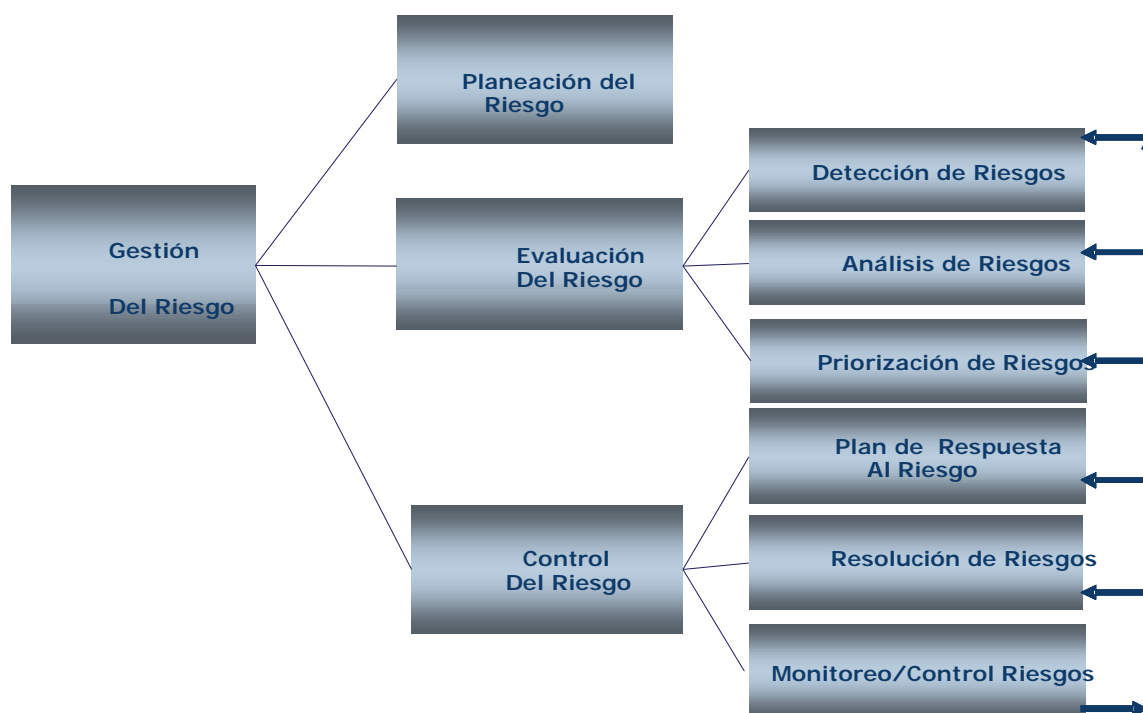 Planeación del
Riesgo
Detección de Riesgos
Gestión
Del Riesgo
Evaluación
Del Riesgo
Análisis de Riesgos
Priorización de Riesgos
Plan de Respuesta
Al Riesgo
Control
Del Riesgo
Resolución de Riesgos
Monitoreo/Control Riesgos